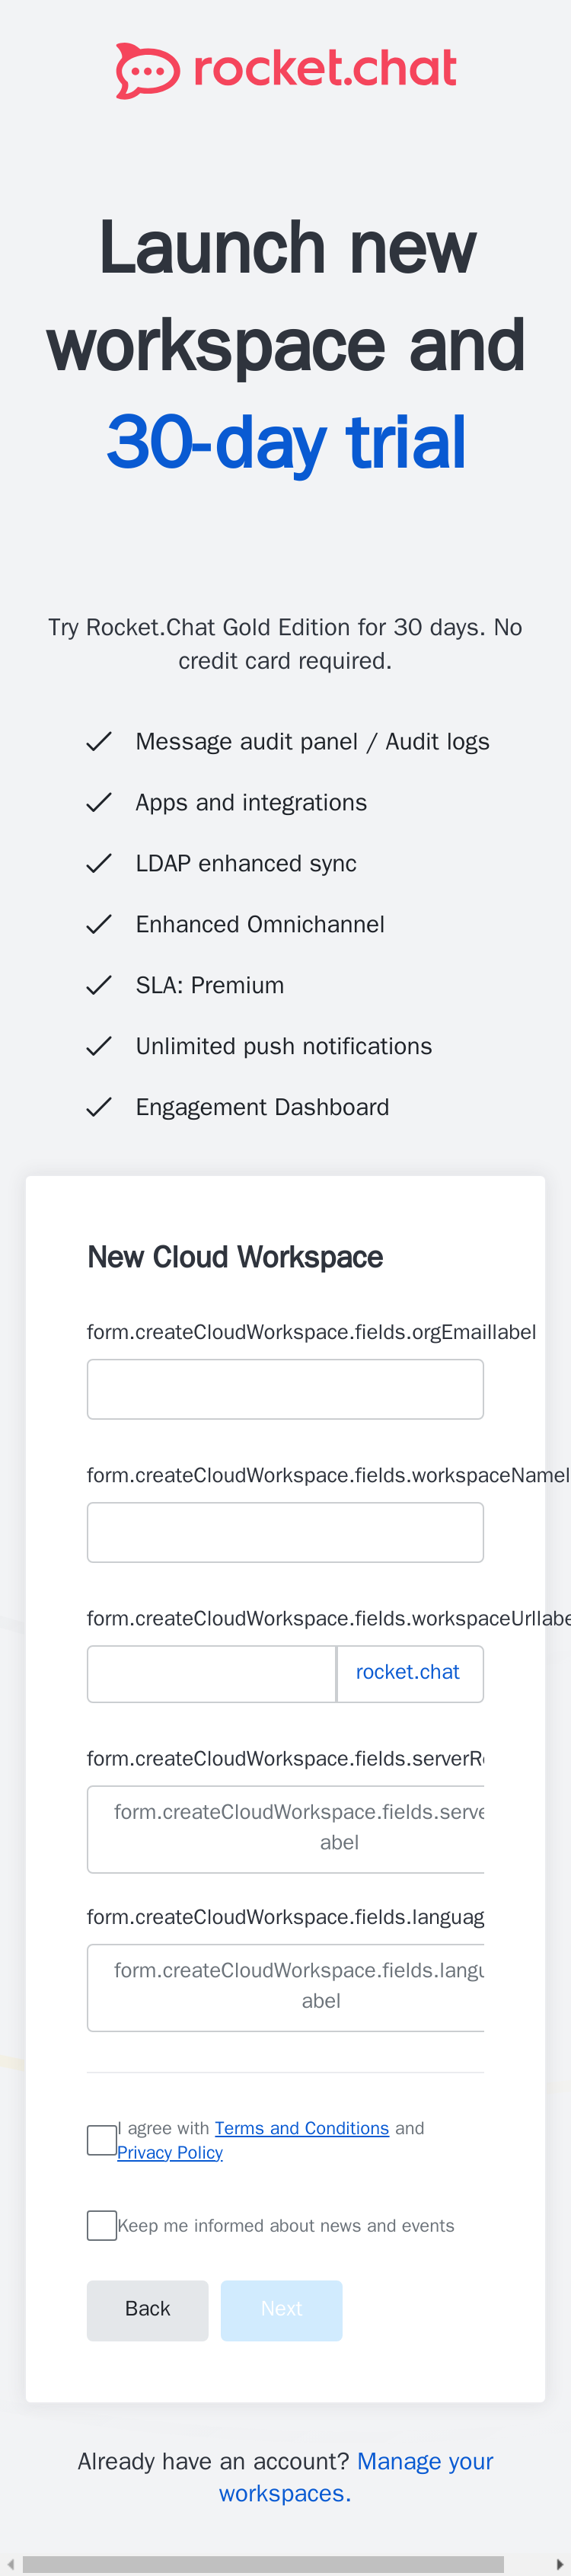 rocket.chat
Launch new
workspace and
30-day trial
Try Rocket.Chat Gold Edition for 30 days. No
credit card required.
Message audit panel / Audit logs
Apps and integrations
LDAP enhanced sync
Enhanced Omnichannel
SLA: Premium
Unlimited push notifications
Engagement Dashboard
New Cloud Workspace
form.createCloudWorkspace.fields.orgEmaillabel
form.createCloudWorkspace.fields.workspaceNamel
form.createCloudWorkspace.fields.workspaceUrllabe
rocket.chat
form.createCloudWorkspace.fields.serverR
form.createCloudWorkspace.fields.serve
abel
form.createCloudWorkspace.fields.languag
form.createCloudWorkspace.fields.langu
abel
I agree with Terms and Conditions and
Privacy Policy
Keep me informed about news and events
Back Next
Already have an account? Manage your
workspaces.